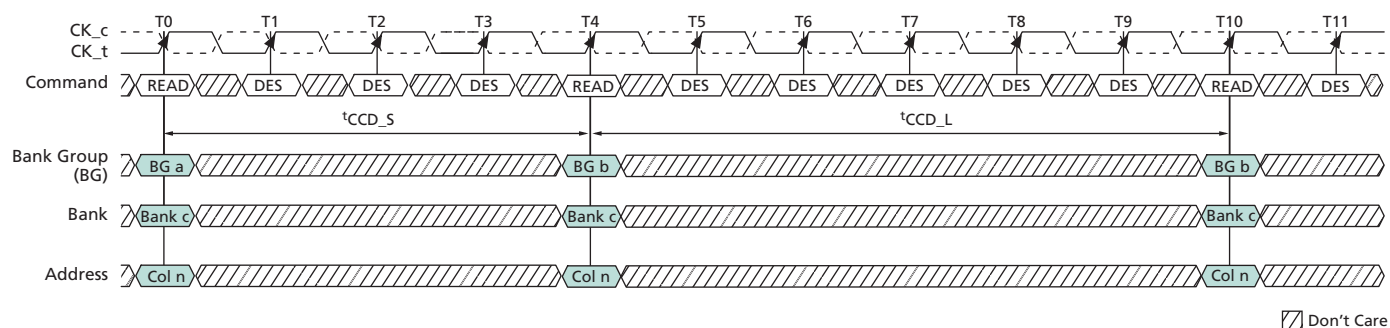 T0 T1 T2 T3 T4 T5 T6 T7 T8 T9 T10 T11
CK_c
CK_t
Command READ DES DES DES READ DES DES DES DES DES READ DES
tCCD_S tCCD_L
Bank Group
(BG) BG a BG b BG b
Bank Bank c Bank c Bank c
Address Col n Col n Col n
Don't Care